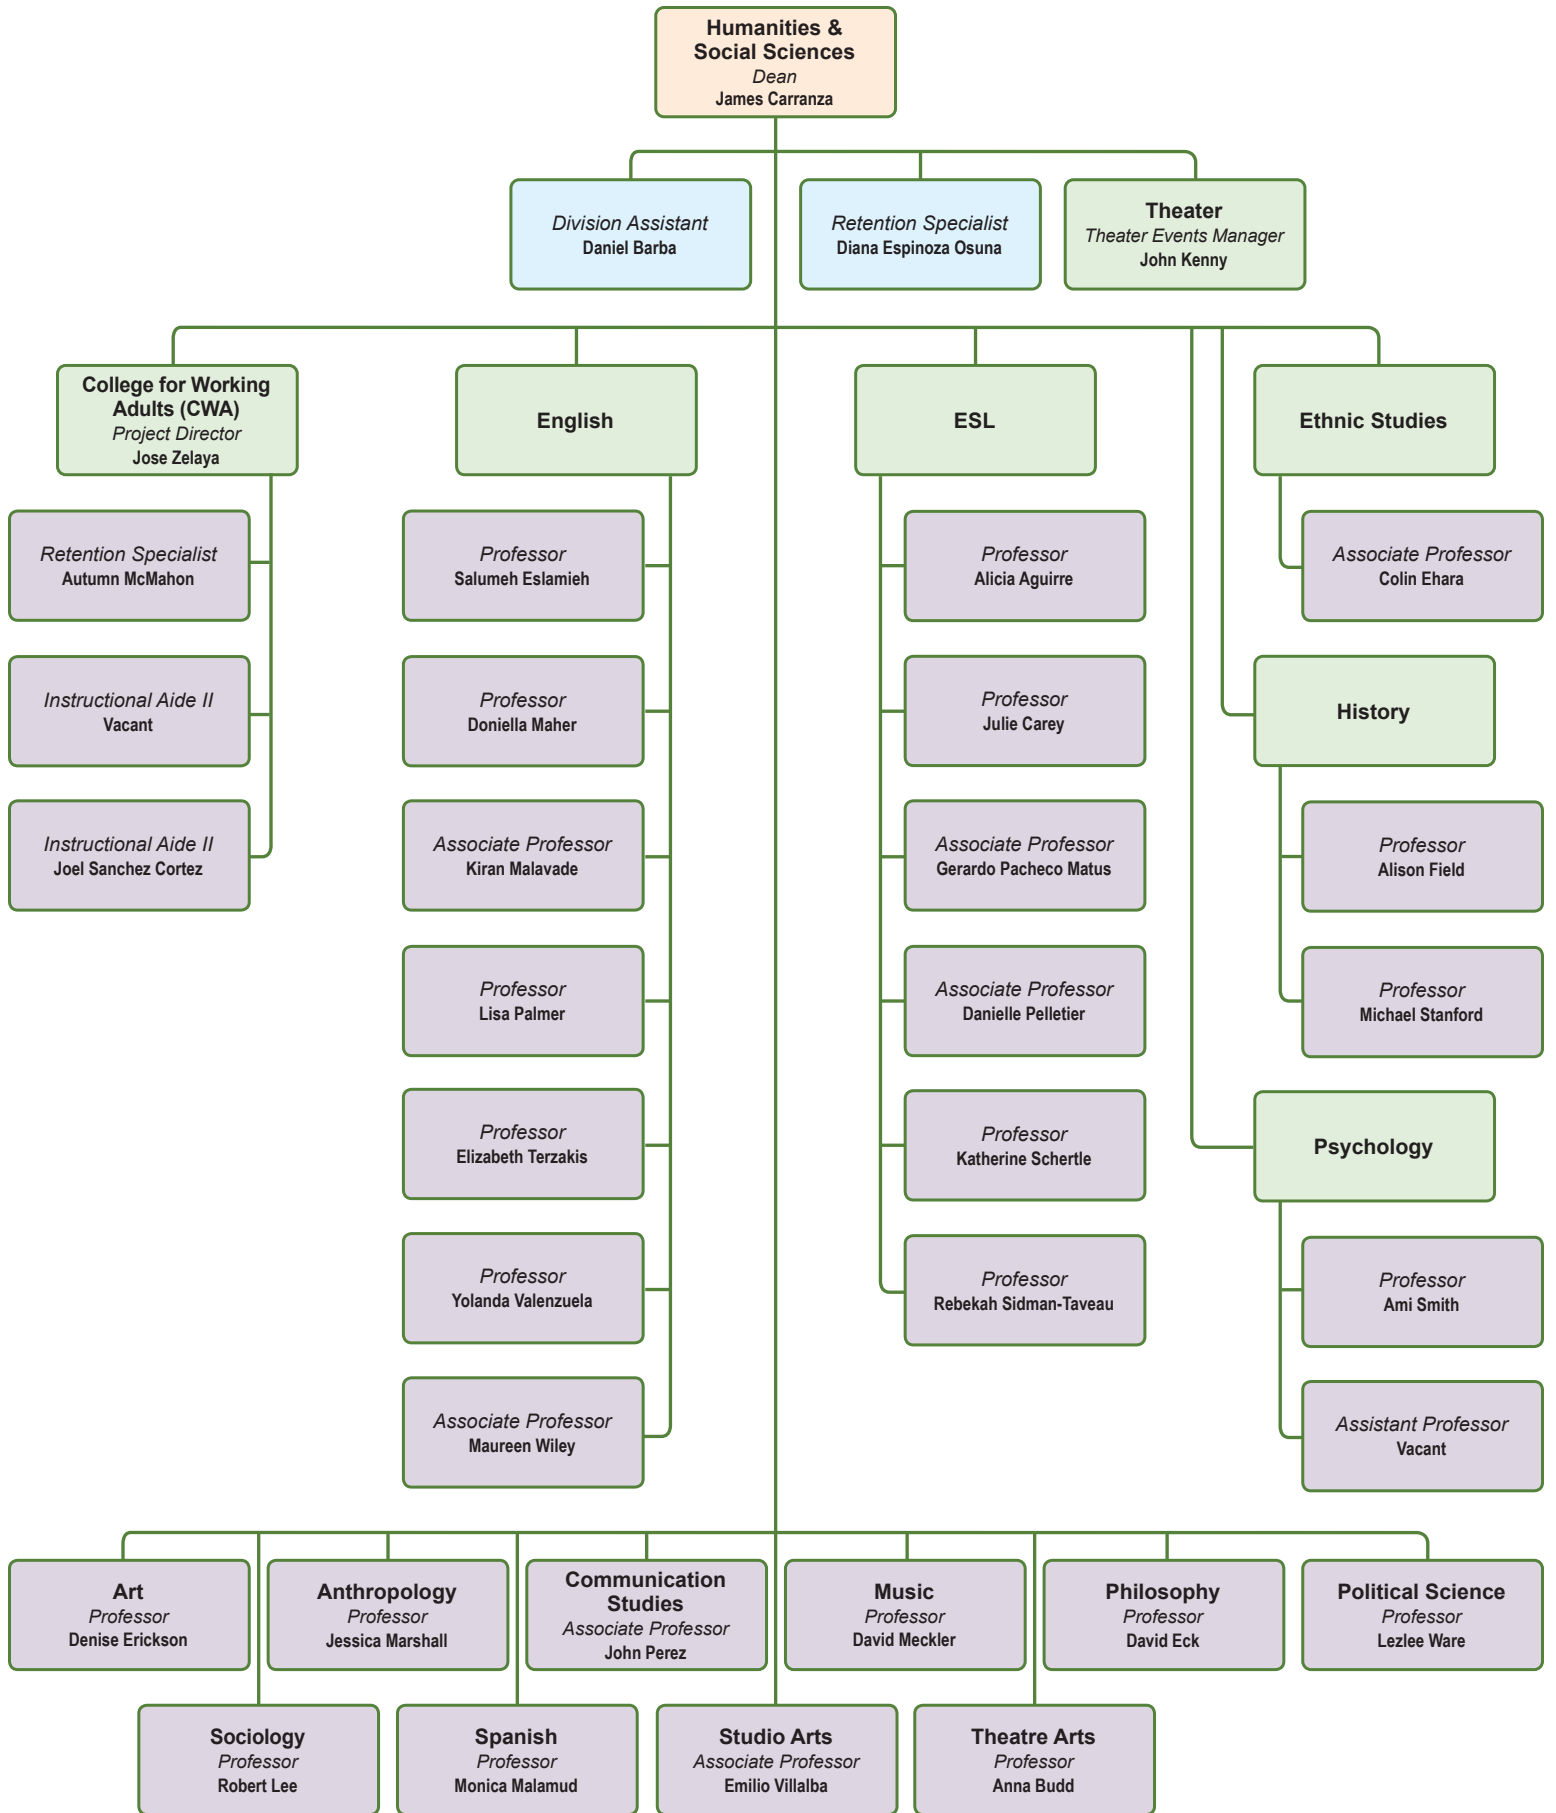 Humanities &
Social Sciences
Dean
James Carranza
Division Assistant
Daniel Barba
Retention Specialist
Diana Espinoza Osuna
Theater
Theater Events Manager
John Kenny
College for Working
Adults (CWA)
Project Director
Jose Zelaya
Retention Specialist
Autumn McMahon
Instructional Aide II
Vacant
Instructional Aide II
Joel Sanchez Cortez
English
Professor
Salumeh Eslamieh
Professor
Doniella Maher
Associate Professor
Kiran Malavade
Professor
Lisa Palmer
Professor
Elizabeth Terzakis
Professor
Yolanda Valenzuela
Associate Professor
Maureen Wiley
ESL
Professor
Alicia Aguirre
Professor
Julie Carey
Associate Professor
Gerardo Pacheco Matus
Associate Professor
Danielle Pelletier
Professor
Katherine Schertle
Professor
Rebekah Sidman-Taveau
Ethnic Studies
Associate Professor
Colin Ehara
History
Professor
Alison Field
Professor
Michael Stanford
Psychology
Professor
Ami Smith
Assistant Professor
Vacant
Art
Professor
Denise Erickson
Anthropology
Professor
Jessica Marshall
Communication
Studies
Associate Professor
John Perez
Music
Professor
David Meckler
Philosophy
Professor
David Eck
Political Science
Professor
Lezlee Ware
Sociology
Professor
Robert Lee
Spanish
Professor
Monica Malamud
Studio Arts
Associate Professor
Emilio Villalba
Theatre Arts
Professor
Anna Budd